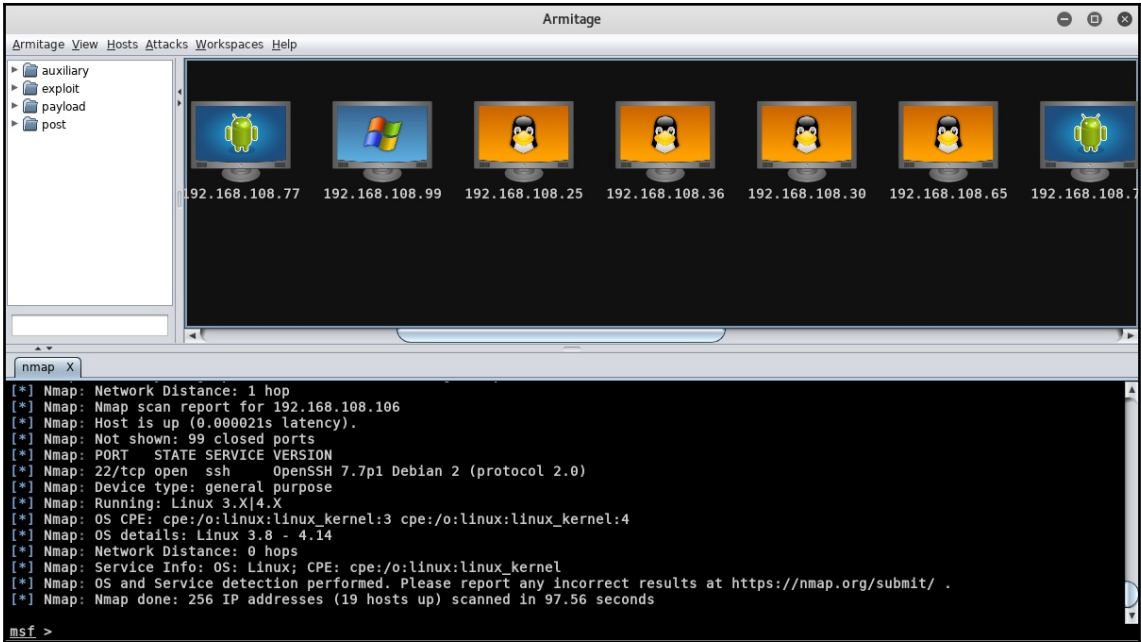 Armitage
Armitage View Hosts Attacks Workspaces Help
auxiliary
exploit
payload
post
192.168.108.77 192.168.108.99 192.168.108.25 192.168.108.36 192.168.108.30 192.168.108.65 192.168.108.7
nmap X
[*] Nmap: Network Distance: 1 hop
[*] Nmap: Nmap scan report for 192.168.108.106
[*] Nmap: Host is up (0.000021s latency).
[*] Nmap: Not shown: 99 closed ports
[*] Nmap: PORT STATE SERVICE VERSION
[*] Nmap: 22/tcp open ssh OpenSSH 7.7p1 Debian 2 (protocol 2.0)
[*] Nmap: Device type: general purpose
[*] Nmap: Running: Linux 3.X|4.X
[*] Nmap: OS CPE: cpe:/o:linux:linux_kernel:3 cpe:/o:linux:linux_kernel:4
[*] Nmap: OS details: Linux 3.8 - 4.14
[*] Nmap: Network Distance: 0 hops
[*] Nmap: Service Info: OS: Linux; CPE: cpe:/o:linux:linux_kernel
[*] Nmap: OS and Service detection performed. Please report any incorrect results at https://nmap.org/submit/ .
[*] Nmap: Nmap done: 256 IP addresses (19 hosts up) scanned in 97.56 seconds
msf >